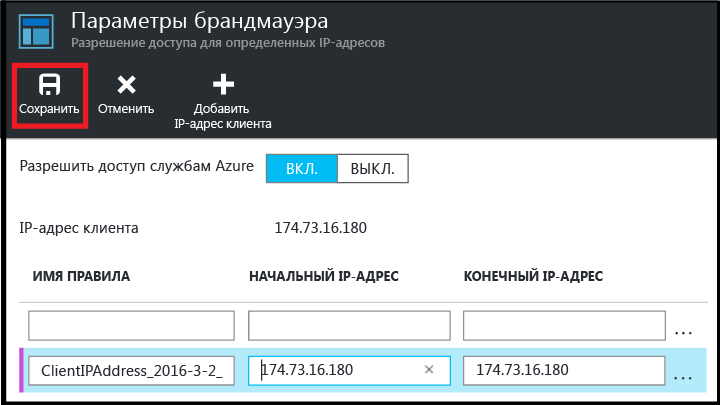 Параметры брандмауэра
Разрешение доступа для определенных IP-адресов
Сохранить
Отменить
Добавить
IP-адрес клиента
Разрешить доступ службам Azure
ВКЛ.
ВЫКЛ.
IP-адрес клиента
174.73.16.180
ИМЯ ПРАВИЛА
НАЧАЛЬНЫЙ IP-АДРЕС
КОНЕЧНЫЙ IP-АДРЕС
...
ClientIPAddress_2016-3-2_
174.73.16.180
174.73.16.180
...